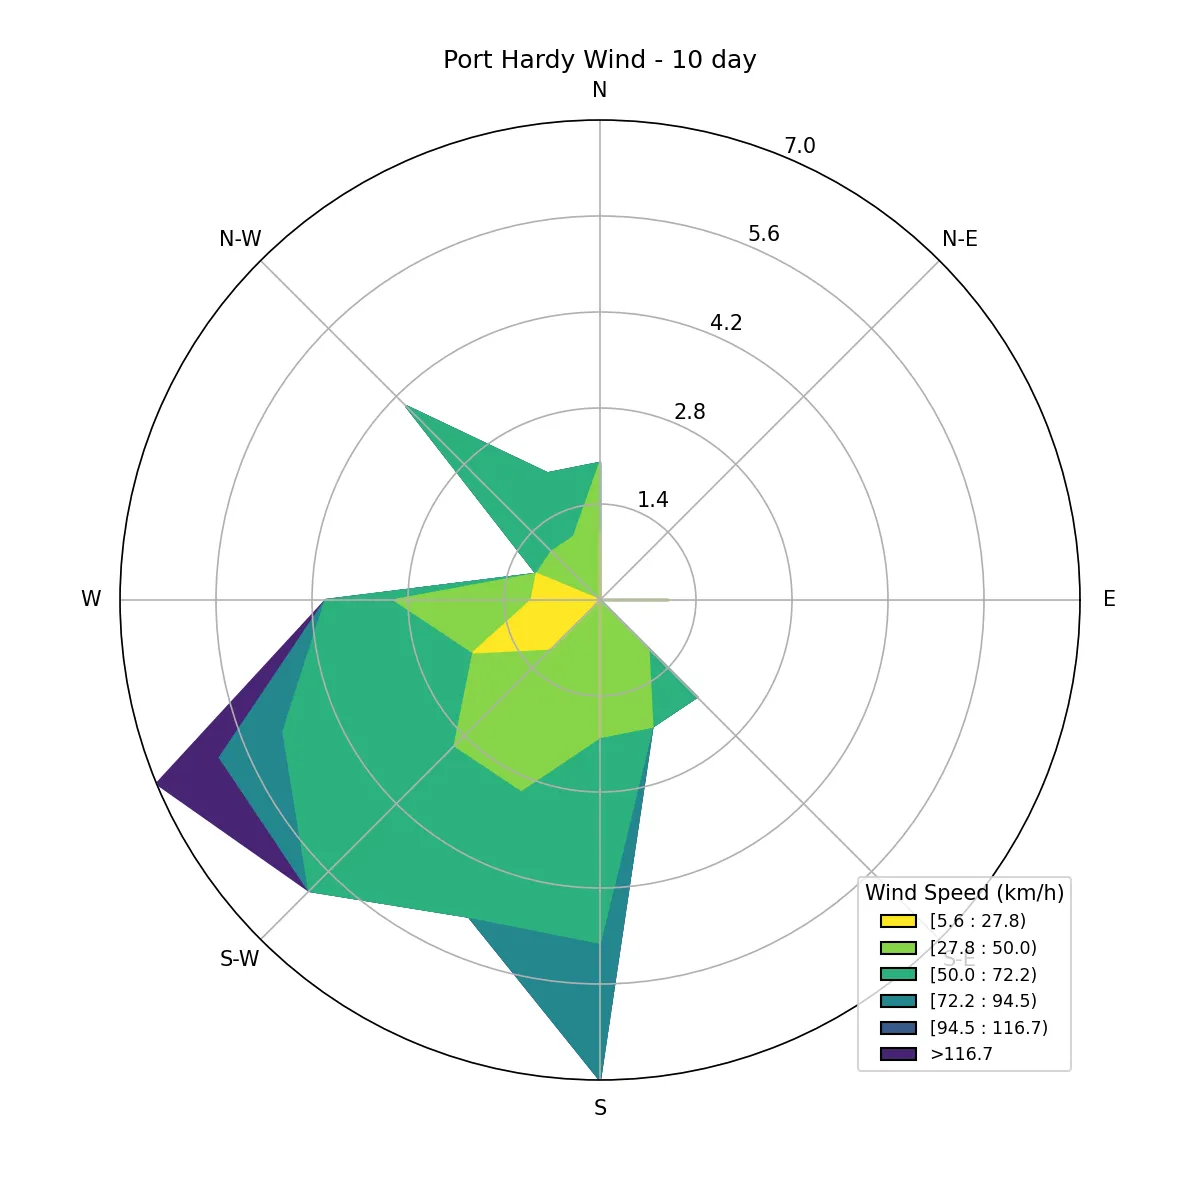 Port Hardy Wind - 10 day
N
7.0
N-W
N-E
5.6
4.2
2.8
1.4
W
E
S-W
S-E
S
Wind Speed (km/h)
[5.6 : 27.8)
[27.8 : 50.0)
[50.0 : 72.2)
[72.2 : 94.5)
[94.5 : 116.7)
>116.7